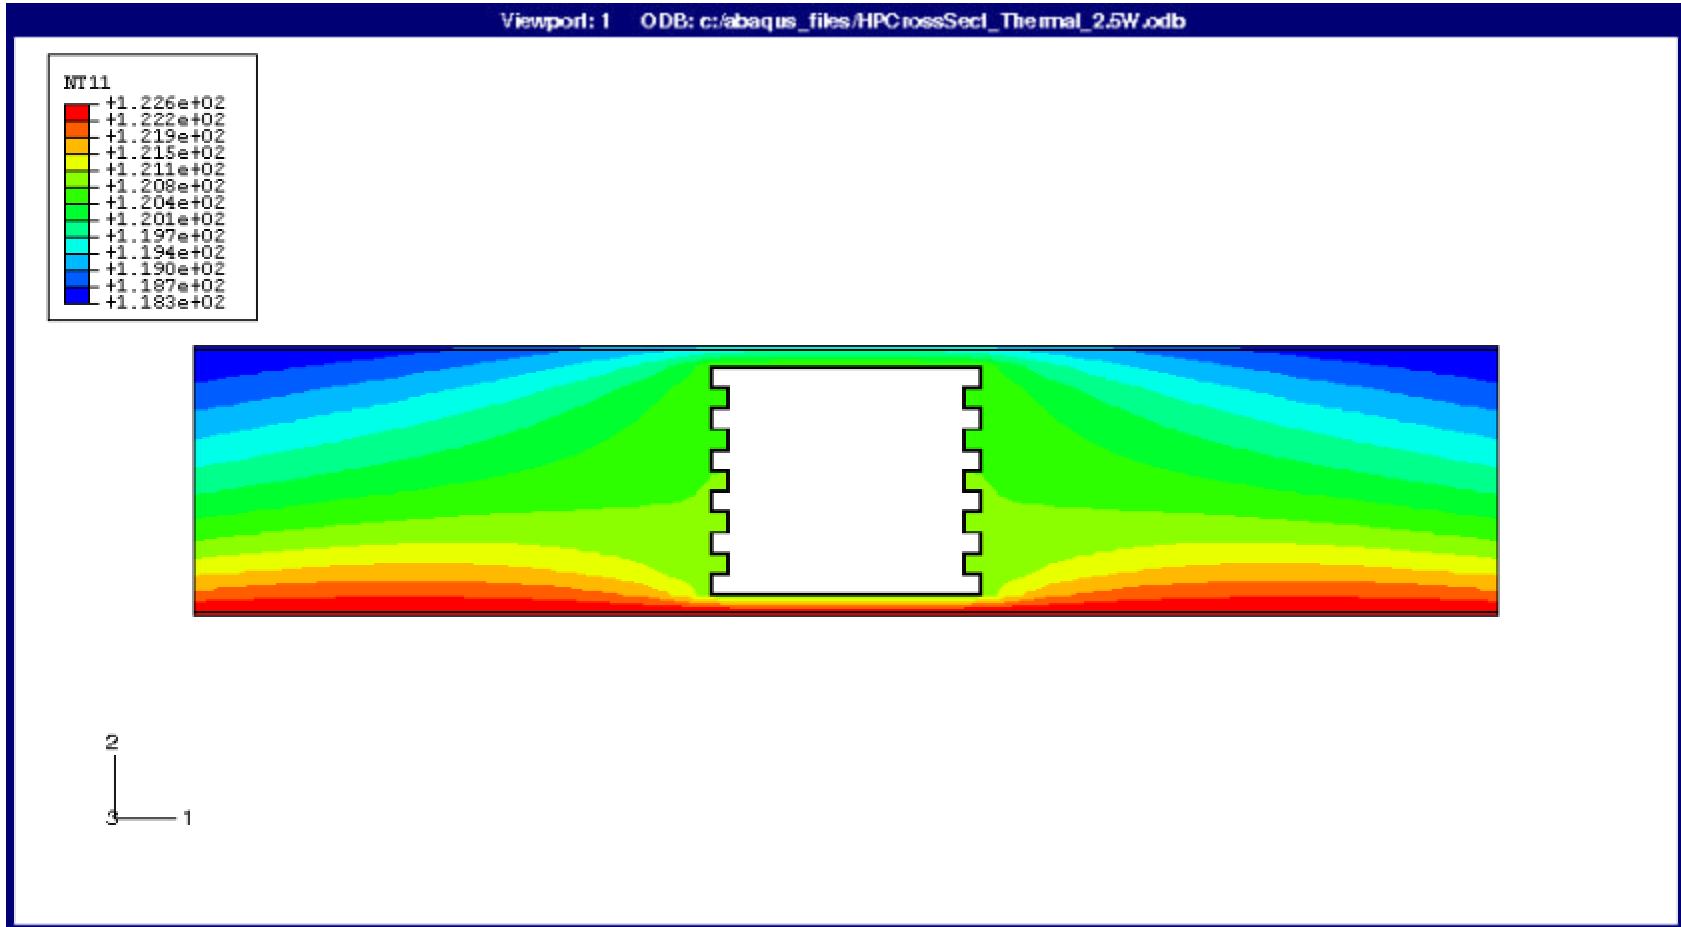 Viewport: 1 ODB: c:/abaqus_files/HPCrossSect_Thermal_2.5W.odb
NT11
+1.226e+02
+1.222e+02
+1.219e+02
+1.215e+02
+1.211e+02
+1.208e+02
+1.204e+02
+1.201e+02
+1.197e+02
+1.194e+02
+1.190e+02
+1.187e+02
+1.183e+02
2
3 1